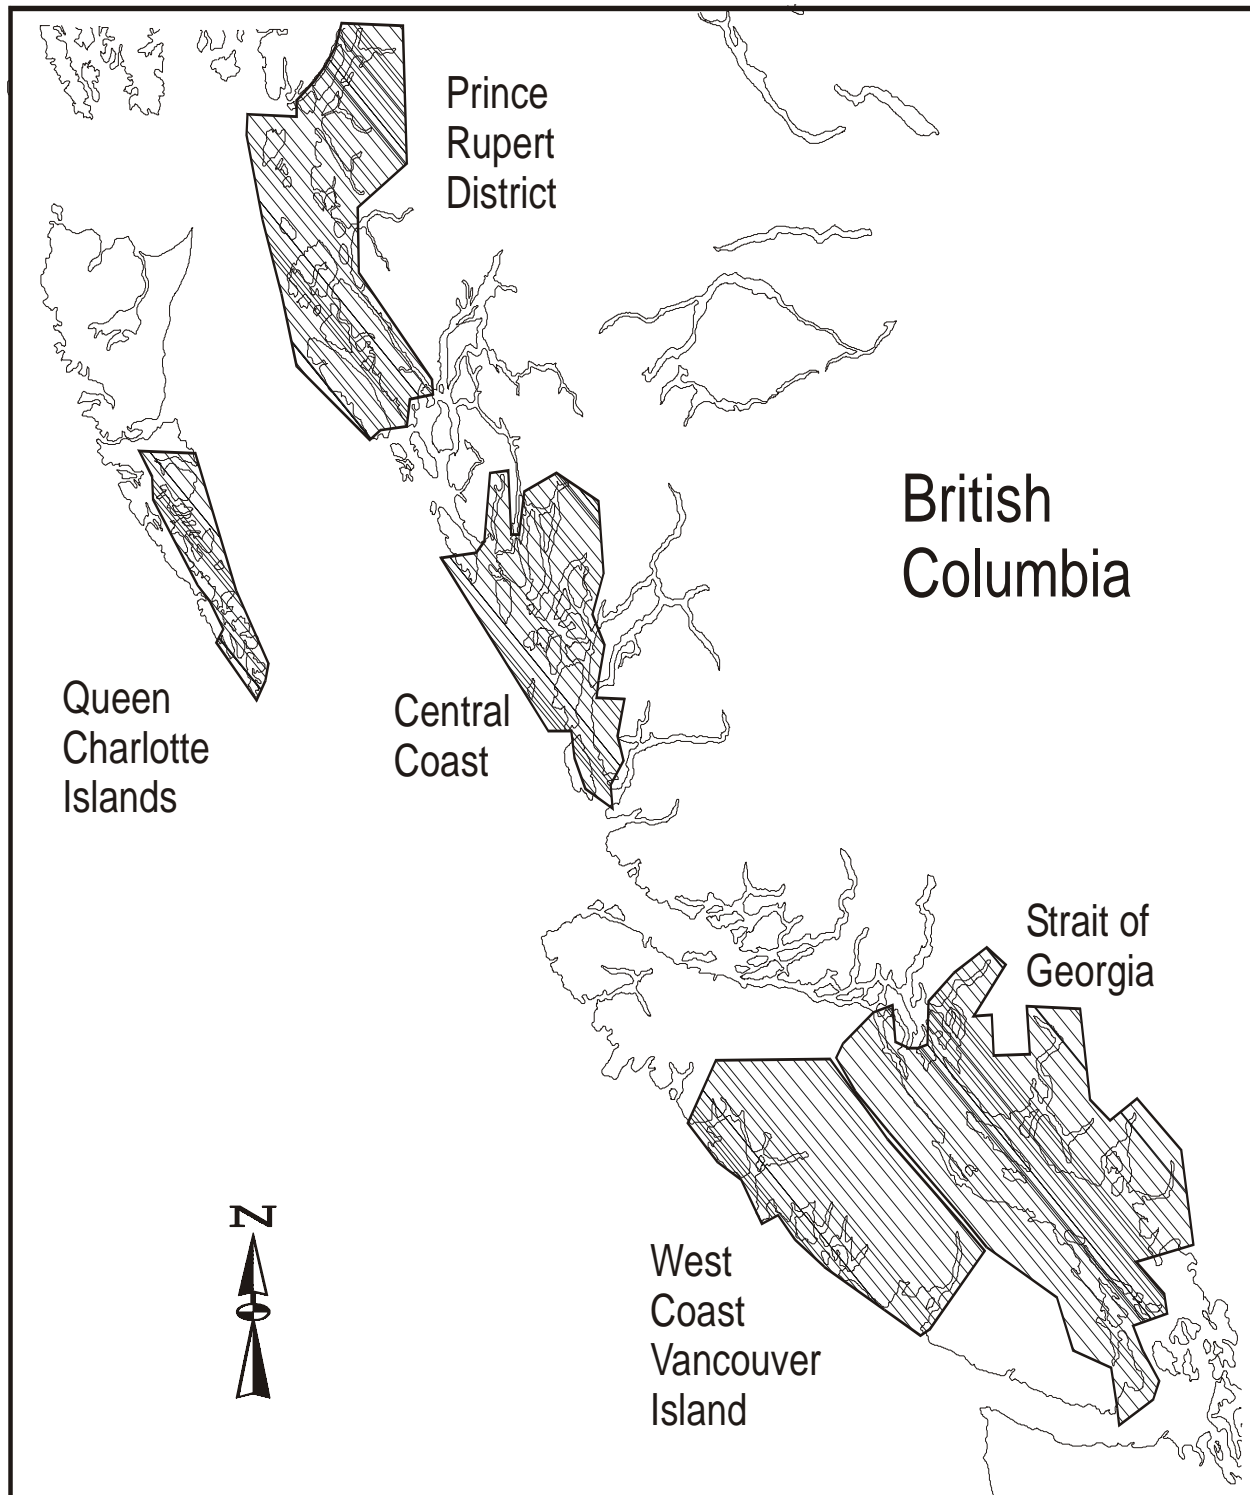 Prince
Rupert
District
British
Columbia
Queen
Charlotte
Islands
Central
Coast
Strait of
Georgia
N
West
Coast
Vancouver
Island